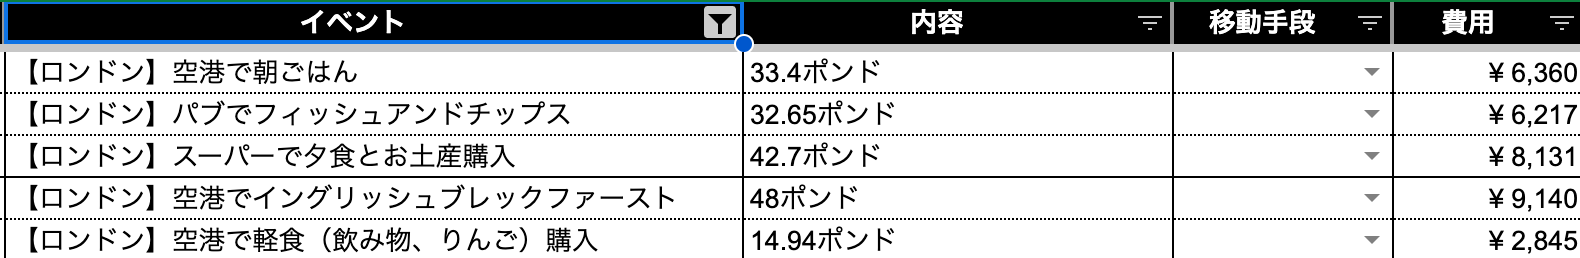 イベント 内容 移動手段 費用
【ロンドン】空港で朝ごはん 33.4ポンド ¥ 6,360
【ロンドン】パブでフィッシュアンドチップス 32.65ポンド ¥ 6,217
【ロンドン】スーパーで夕食とお土産購入 42.7ポンド ¥ 8,131
【ロンドン】空港でイングリッシュブレックファースト 48ポンド ¥ 9,140
【ロンドン】空港で軽食（飲み物、りんご）購入 14.94ポンド ¥ 2,845